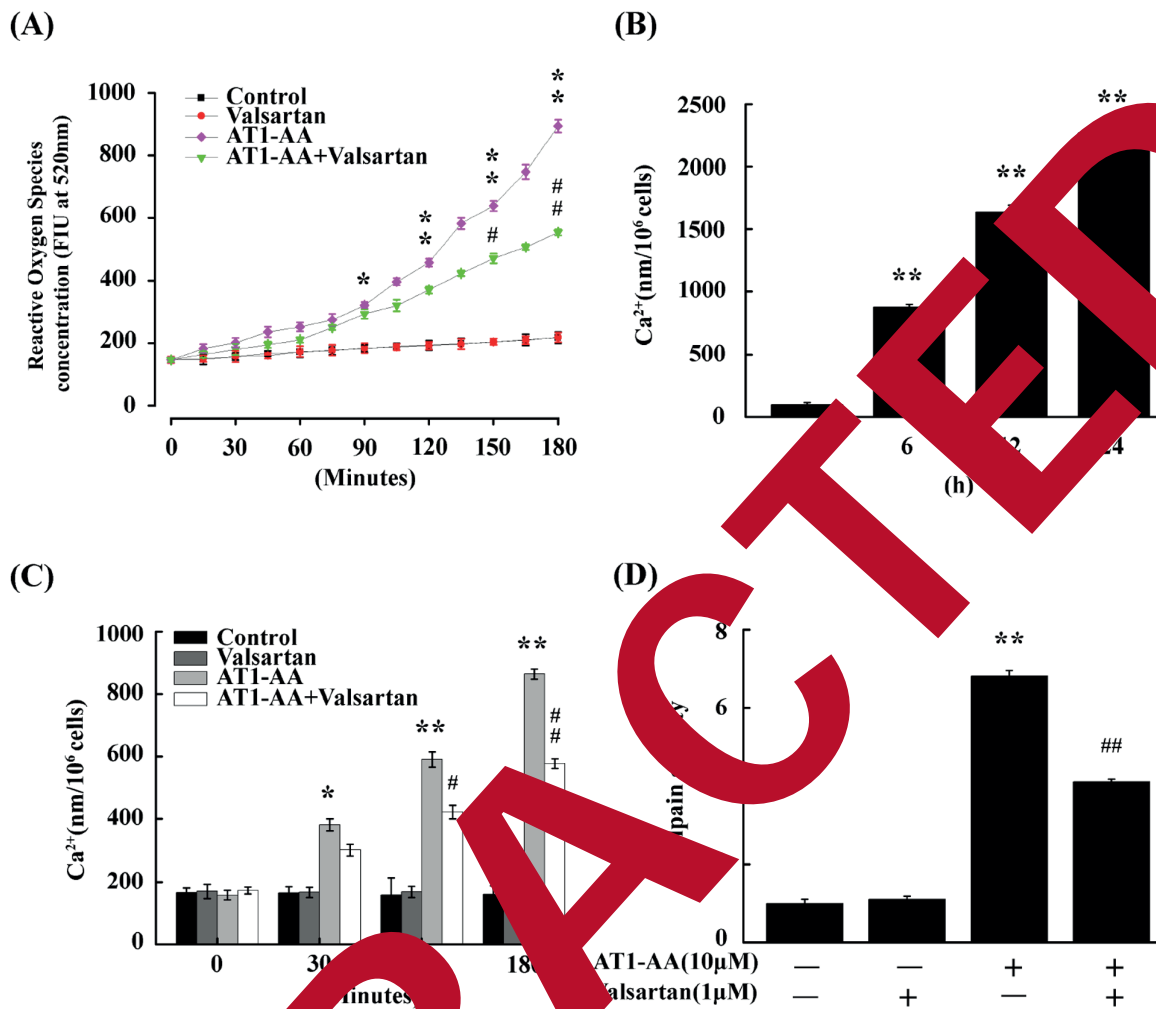 (A)
1000
800
600
400
200
0
Reactive Oxygen Species
concentration (FIU at 520nm)
Control
Valsartan
AT1-AA
AT1-AA+Valsartan
*
**
**
#
**
##
0 30 60 90 120 150 180
(Minutes)
(B)
2500
2000
1500
1000
500
0
Ca²⁺(nm/10⁶ cells)
**
**
**
6 24
(h)
(C)
1000
800
600
400
200
0
Ca²⁺(nm/10⁶ cells)
Control
Valsartan
AT1-AA
AT1-AA+Valsartan
*
**
#
**
##
0 30 180
(D)
8
6
0
**
##
AT1-AA(10μM) — — + +
Valsartan(1μM) — + — +
ACTED